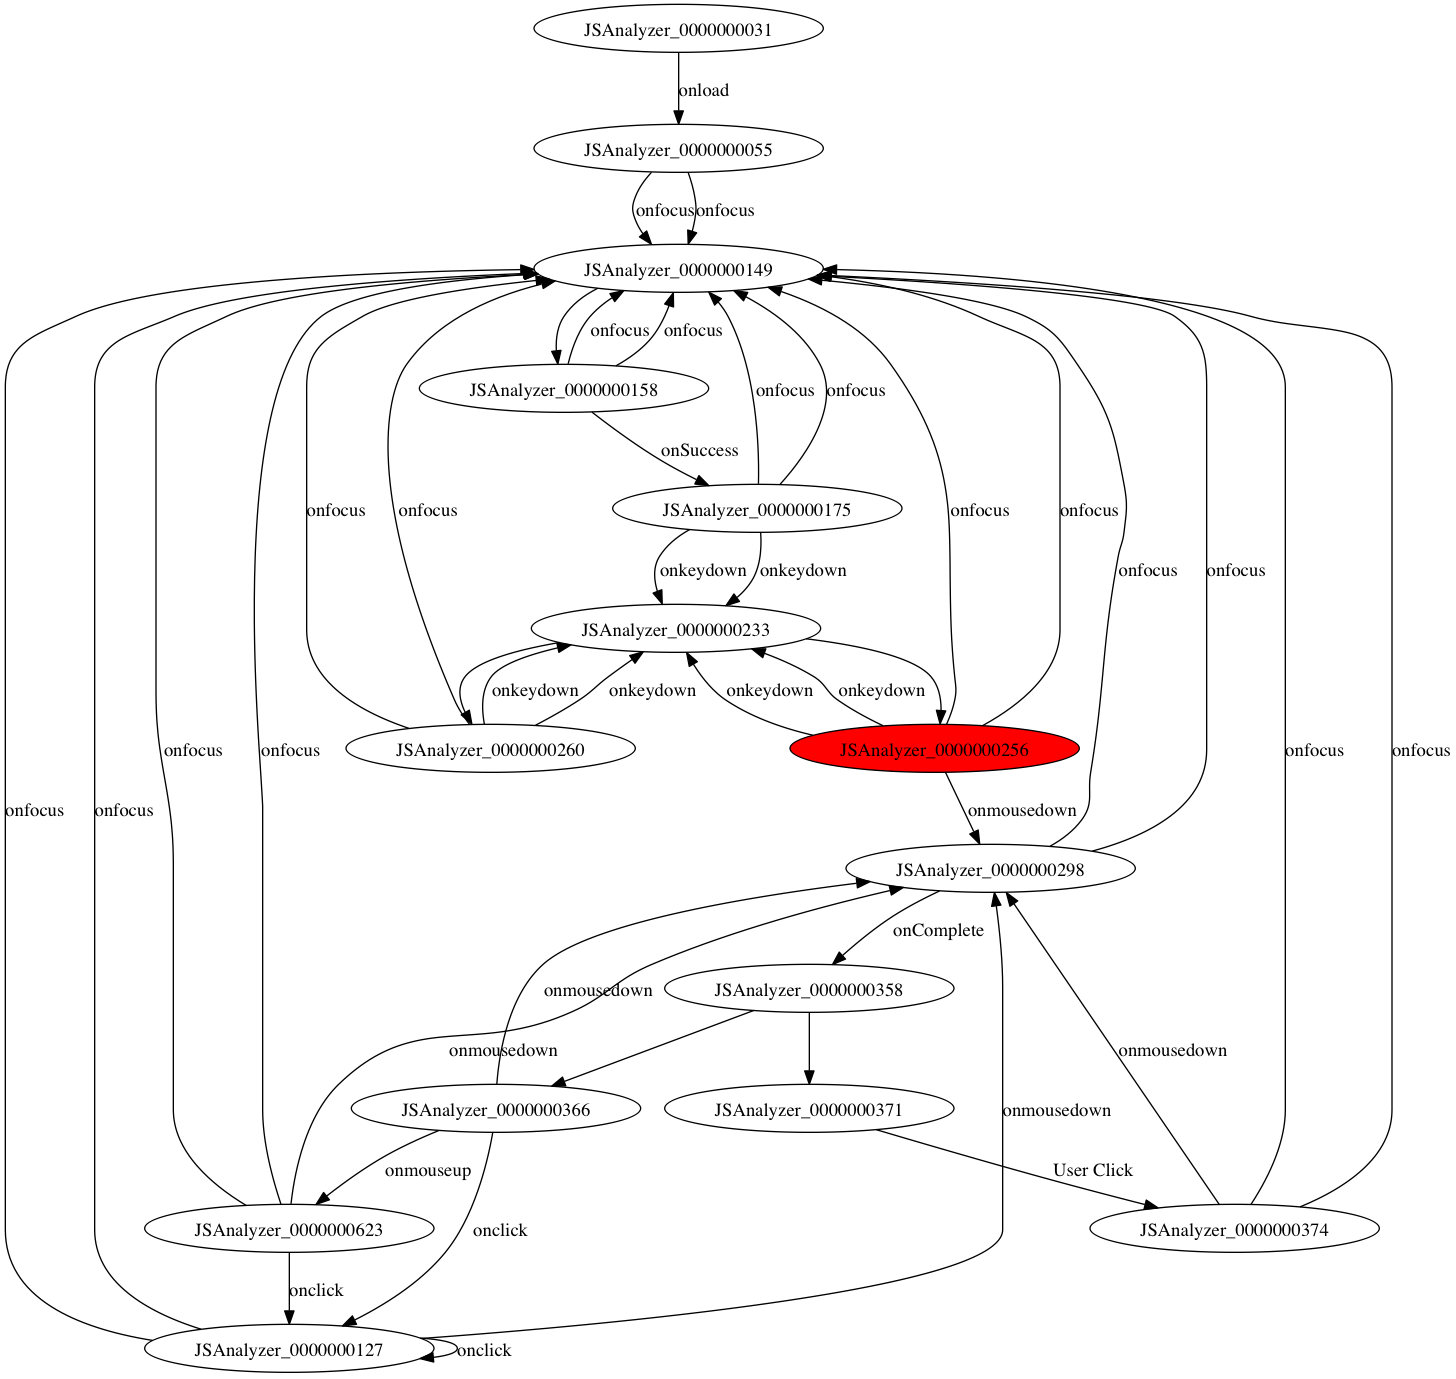 JSAnalyzer_0000000031
onload
JSAnalyzer_0000000055
onfocus onfocus
JSAnalyzer_0000000149
onfocus onfocus
JSAnalyzer_0000000158
onfocus onfocus
onSuccess
JSAnalyzer_0000000175
onfocus onfocus onfocus onfocus
onkeydown onkeydown onfocus onfocus
JSAnalyzer_0000000233
onkeydown onkeydown onkeydown onkeydown
JSAnalyzer_0000000260 JSAnalyzer_0000000256
onfocus onfocus onfocus onfocus
onfocus onfocus onmousedown
JSAnalyzer_0000000298
onComplete
JSAnalyzer_0000000358
onmousedown
onmousedown onmousedown
JSAnalyzer_0000000366 JSAnalyzer_0000000371 onmousedown
onmouseup User Click
JSAnalyzer_0000000623 onclick JSAnalyzer_0000000374
onclick
JSAnalyzer_0000000127 onclick